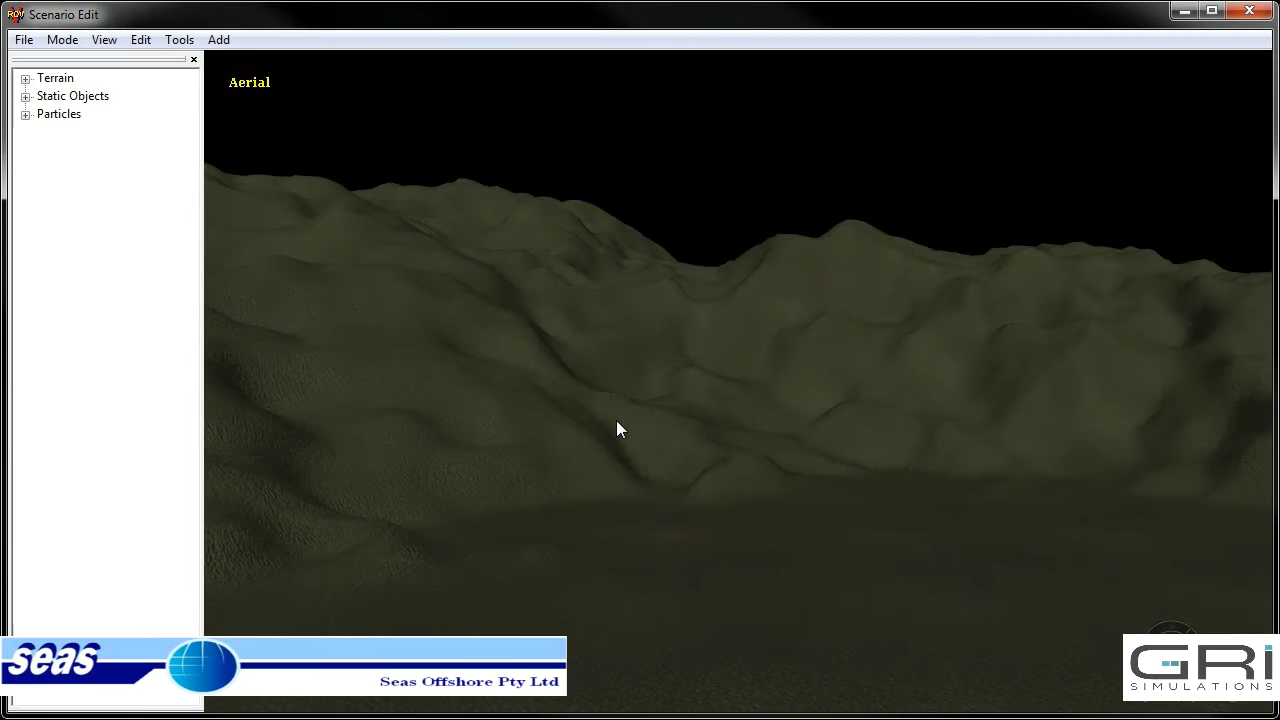 ROV
Scenario Edit
File Mode View Edit Tools Add
Terrain
Static Objects
Particles
Aerial
seas
Seas Offshore Pty Ltd
GRi
SIMULATIONS